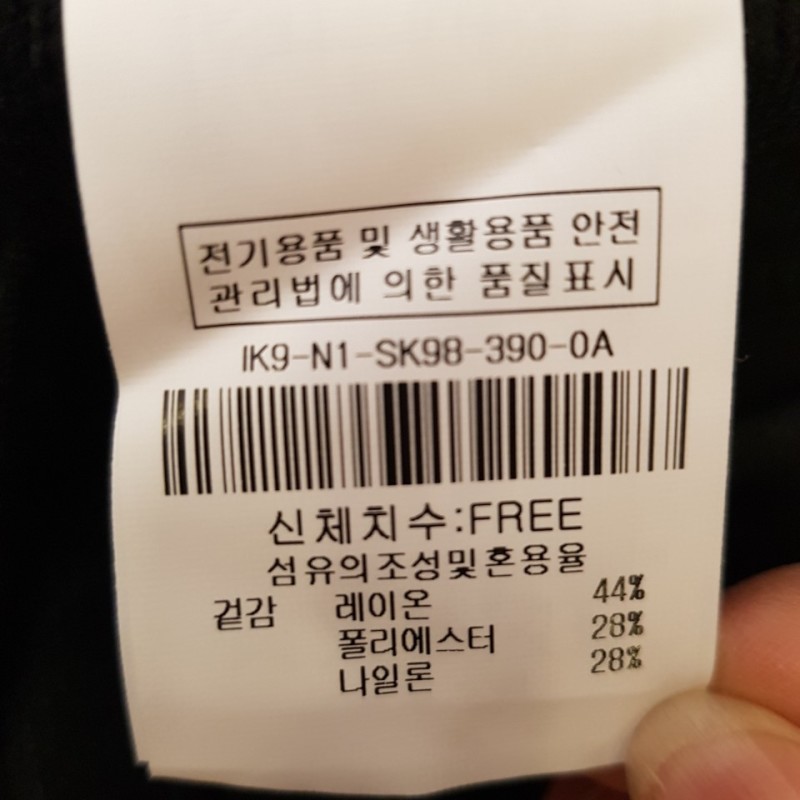 전기용품 및 생활용품 안전
관리법에 의한 품질표시
IK9-N1-SK98-390-0A
신체치수:FREE
섬유의조성및혼용율
겉감 레이온 44%
폴리에스터 28%
나일론 28%